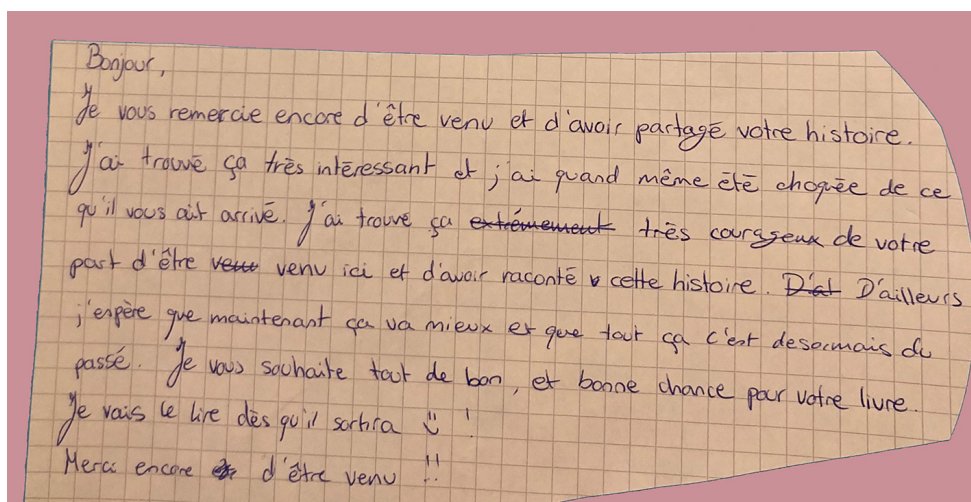 Bonjour,
Je vous remercie encore d'être venu et d'avoir partagé votre histoire.
J'ai trouvé ça très intéressant et j'ai quand même été choquée de ce
qu'il vous ait arrivé. J'ai trouvé ça extrémement très courageux de votre
part d'être venu ici et d'avoir raconté cette histoire. D'ailleurs
j'espère que maintenant ça va mieux et que tout ça c'est desormais du
passé. Je vous souhaite tout de bon, et bonne chance pour votre livre.
Je vais le lire dès qu'il sortira !
Merci encore d'être venu !!